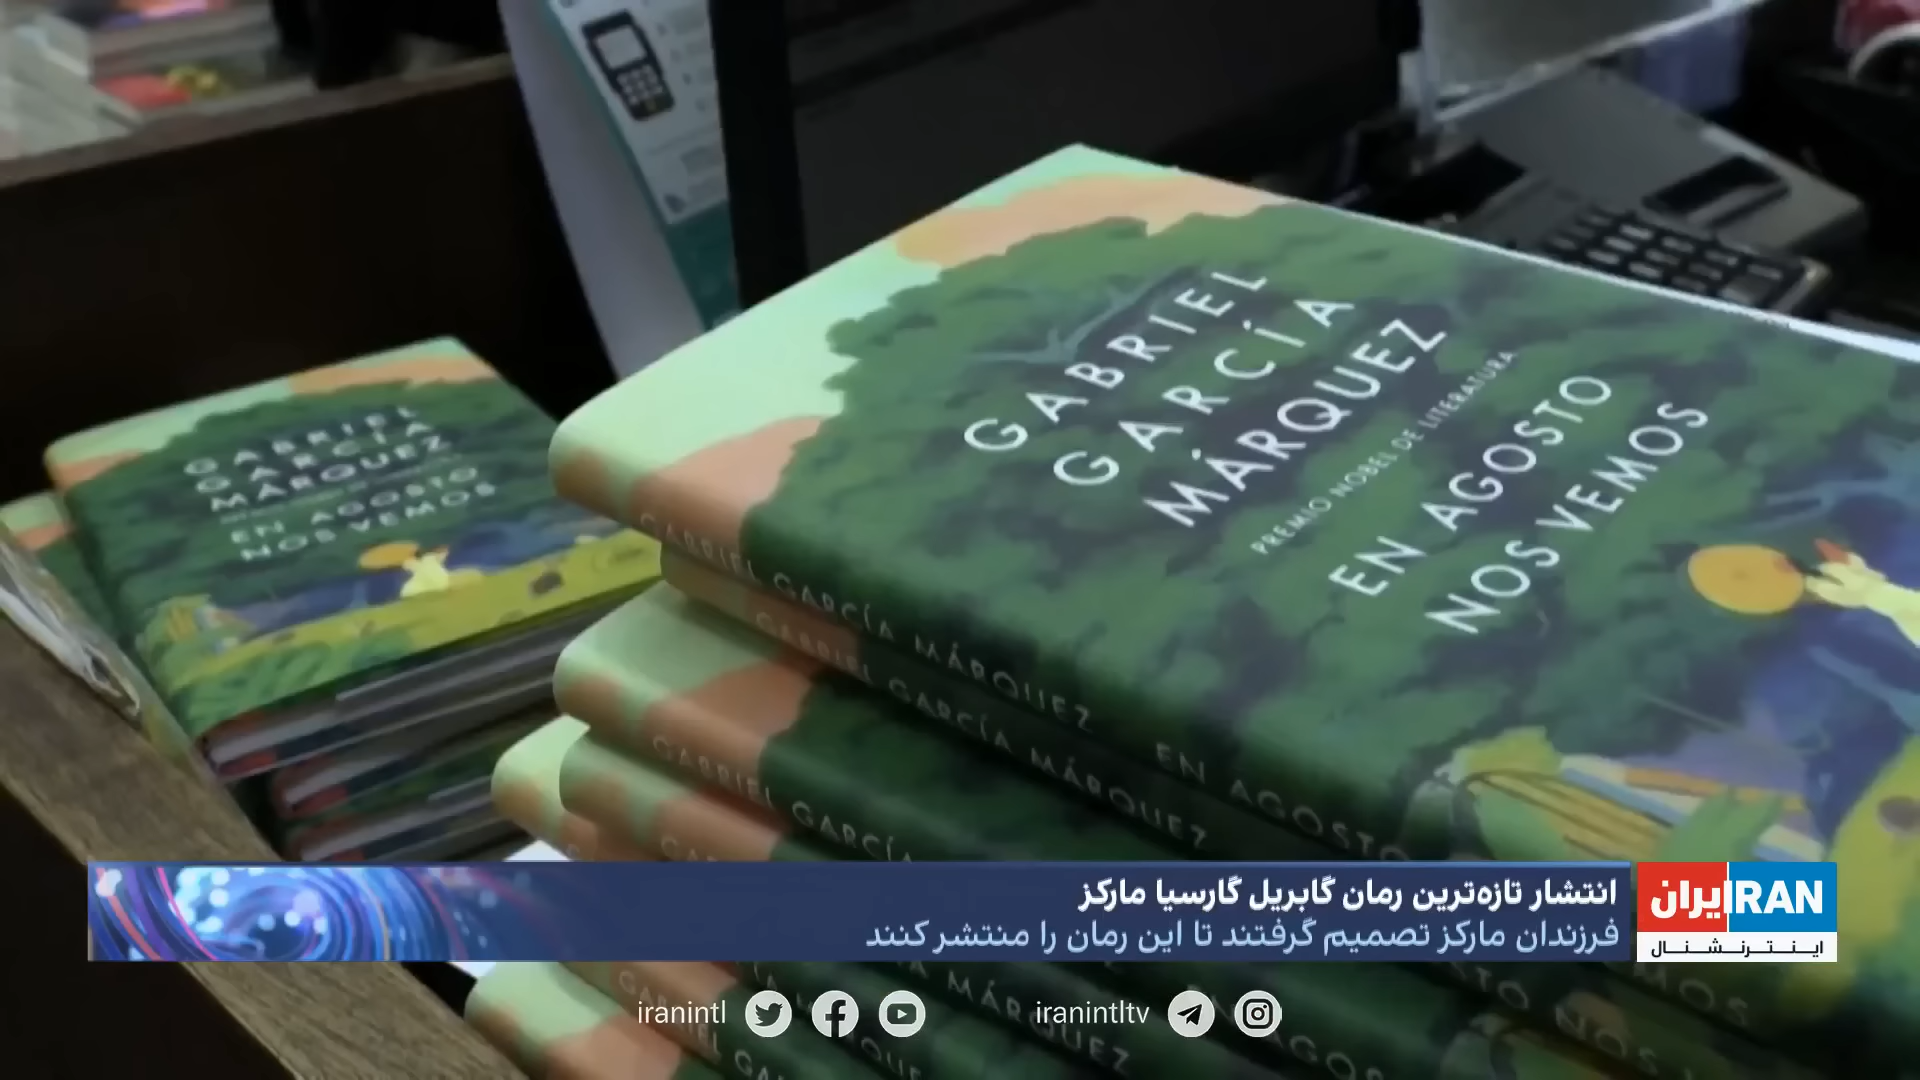 GABRIEL
GARCÍA
MÁRQUEZ
PREMIO NOBEL DE LITERATURA
EN AGOSTO
NOS VEMOS
GABRIEL
GARCÍA
MÁRQUEZ
EN AGOSTO
NOS VEMOS
GABRIEL GARCÍA MÁRQUEZ EN AGOSTO
GABRIEL GARCÍA MÁRQUEZ
GABRIEL GARCÍA
انتشار تازه‌ترین رمان گابریل گارسیا مارکز
فرزندان مارکز تصمیم گرفتند تا این رمان را منتشر کنند
ایران IRAN
اینترنشنال
iranintl
iranintltv